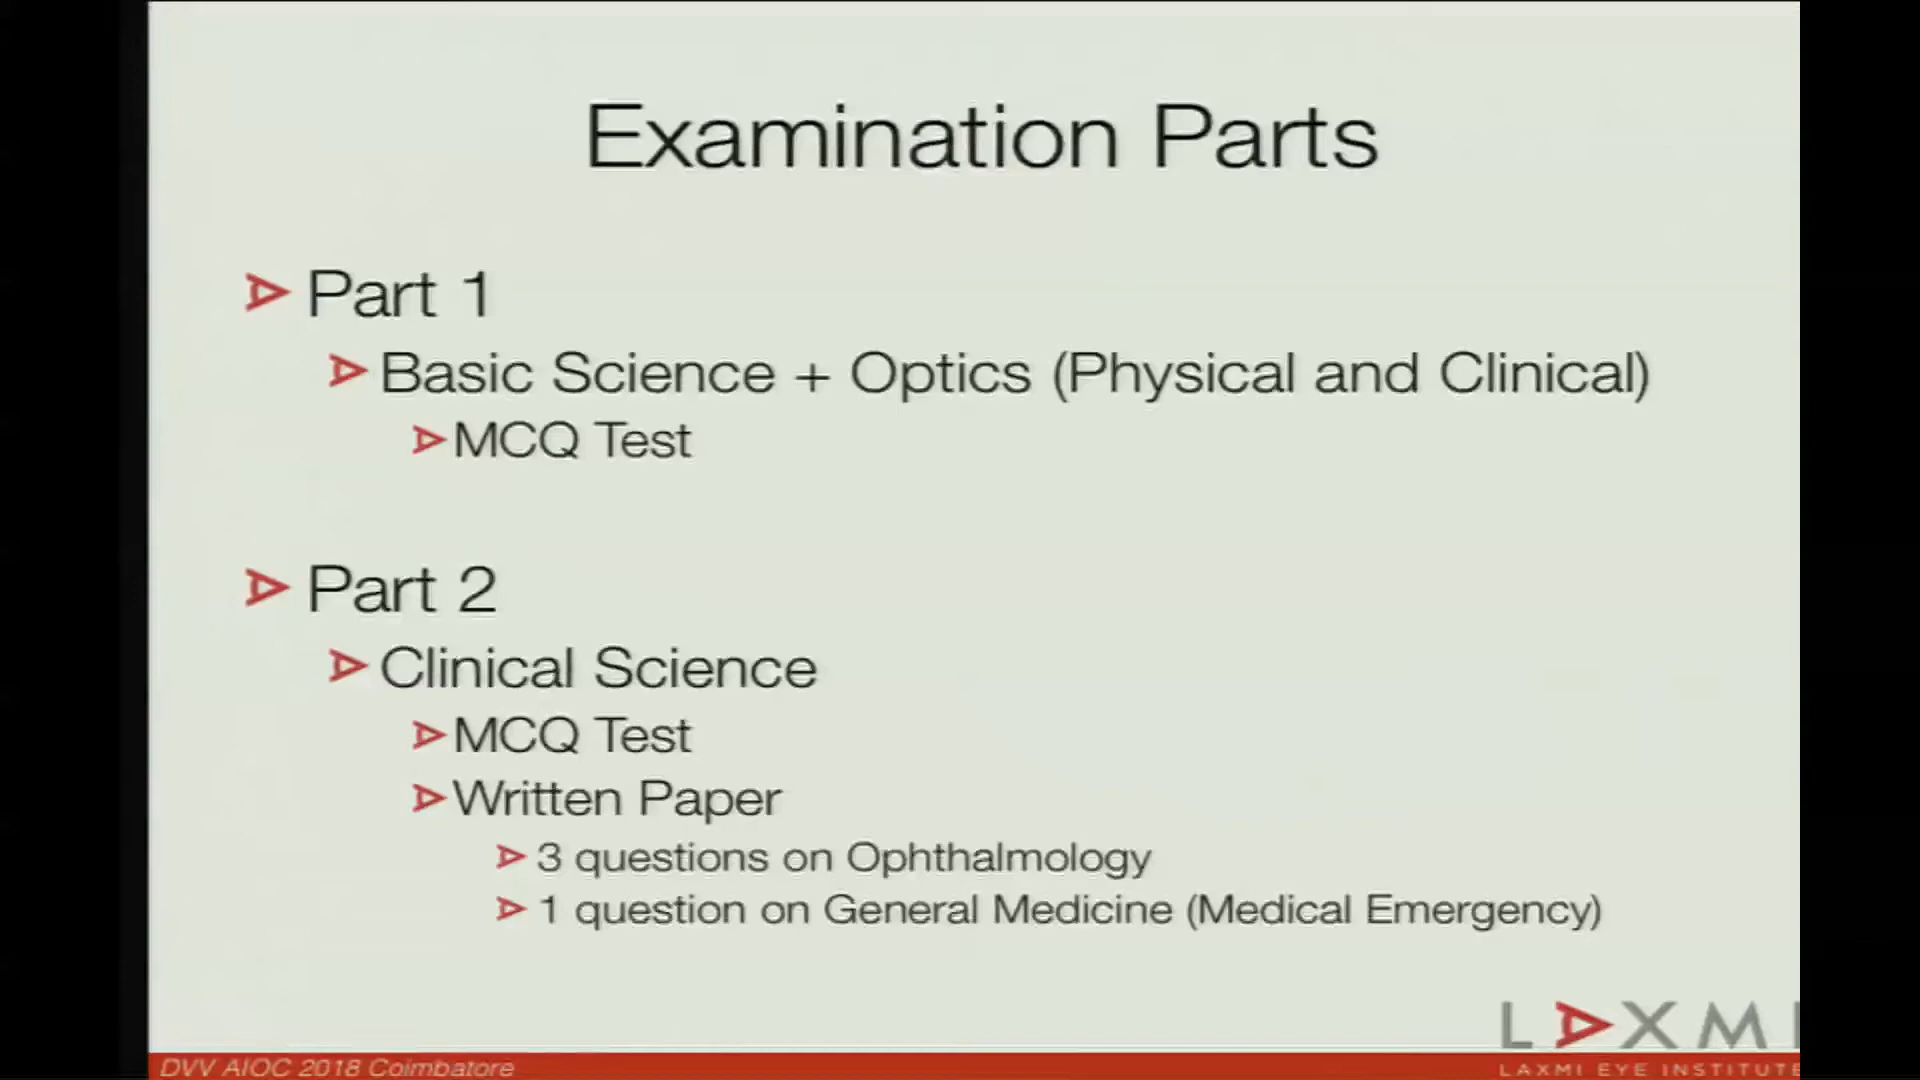 Examination Parts
Part 1
Basic Science + Optics (Physical and Clinical)
MCQ Test
Part 2
Clinical Science
MCQ Test
Written Paper
3 questions on Ophthalmology
1 question on General Medicine (Medical Emergency)
LAXMI
DVV AIOC 2018 Coimbatore
LAXMI EYE INSTITUTE